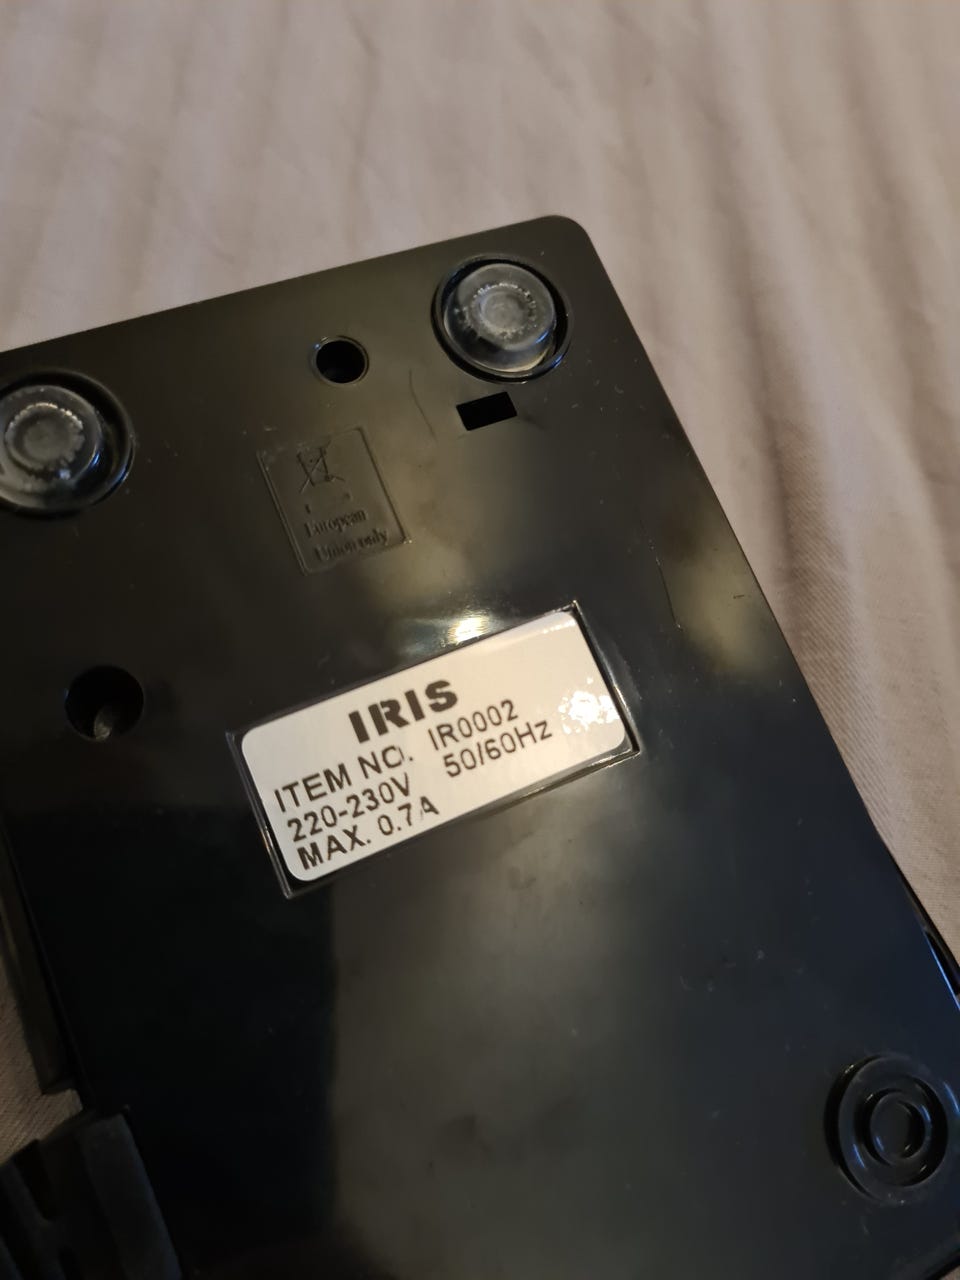 European
Union only
IRIS
ITEM NO. IR0002
220-230V 50/60Hz
MAX. 0.7A